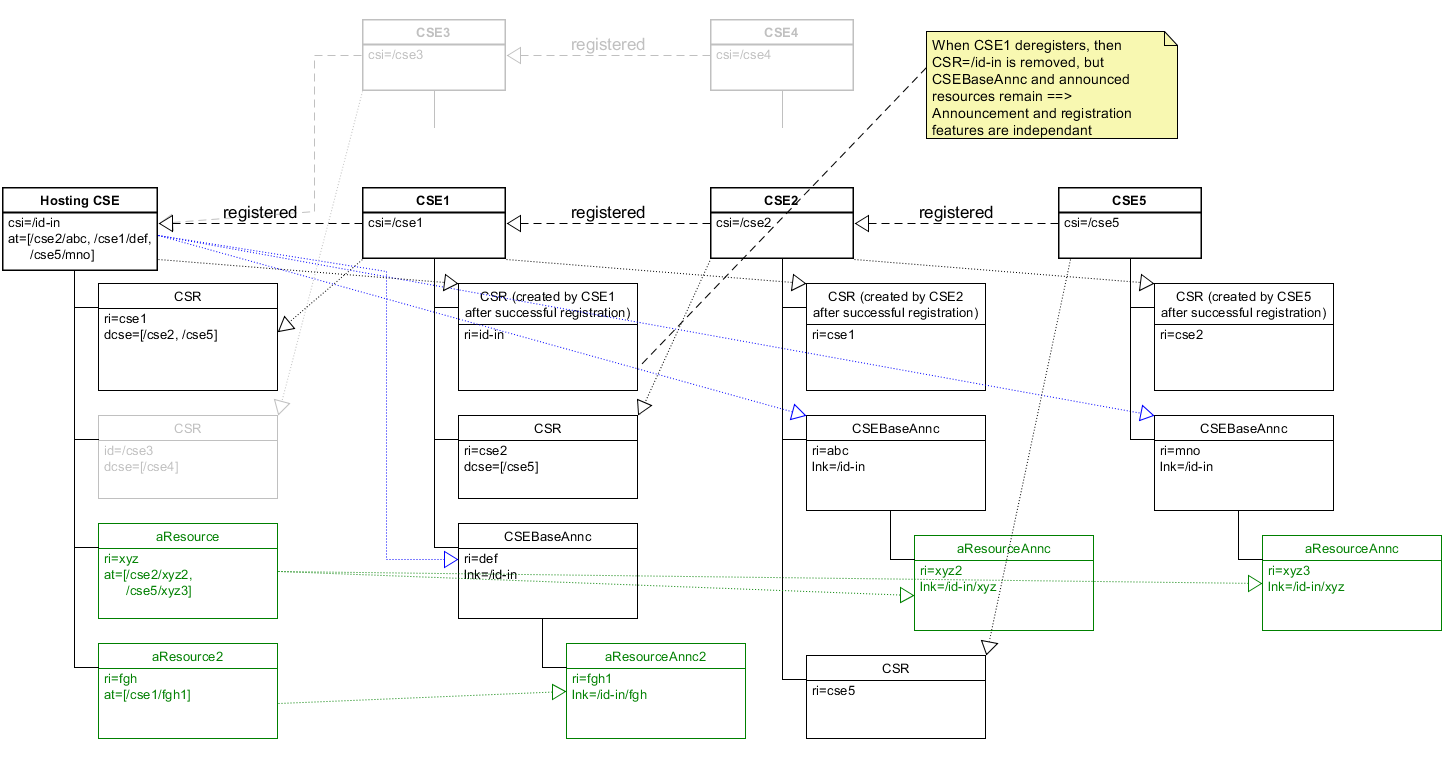 CSE3
csi=/cse3
registered
CSE4
csi=/cse4
When CSE1 deregisters, then
CSR=/id-in is removed, but
CSEBaseAnnc and announced
resources remain ==>
Announcement and registration
features are independant
Hosting CSE
csi=/id-in
at=[/cse2/abc, /cse1/def,
/cse5/mno]
registered
CSE1
csi=/cse1
registered
CSE2
csi=/cse2
registered
CSE5
csi=/cse5
CSR
ri=cse1
dcse=[/cse2, /cse5]
CSR (created by CSE1
after successful registration)
ri=id-in
CSR (created by CSE2
after successful registration)
ri=cse1
CSR (created by CSE5
after successful registration)
ri=cse2
CSR
id=/cse3
dcse=[/cse4]
CSR
ri=cse2
dcse=[/cse5]
CSEBaseAnnc
ri=abc
lnk=/id-in
CSEBaseAnnc
ri=mno
lnk=/id-in
aResource
ri=xyz
at=[/cse2/xyz2,
/cse5/xyz3]
CSEBaseAnnc
ri=def
lnk=/id-in
aResourceAnnc
ri=xyz2
lnk=/id-in/xyz
aResourceAnnc
ri=xyz3
lnk=/id-in/xyz
aResource2
ri=fgh
at=[/cse1/fgh1]
aResourceAnnc2
ri=fgh1
lnk=/id-in/fgh
CSR
ri=cse5